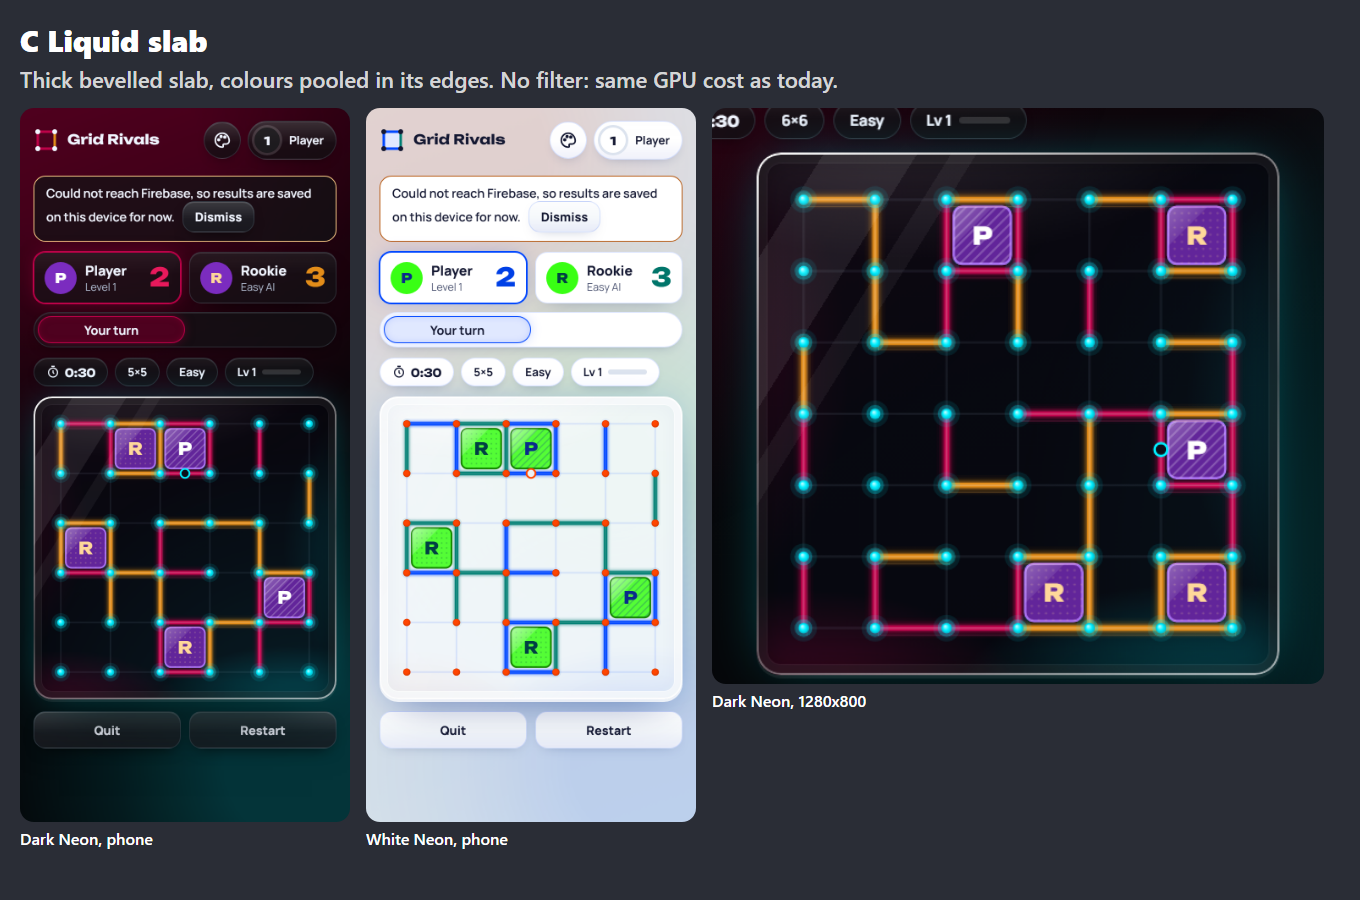 C Liquid slab
Thick bevelled slab, colours pooled in its edges. No filter: same GPU cost as today.
Grid Rivals
1 Player
Could not reach Firebase, so results are saved
on this device for now. Dismiss
P Player 2
Level 1
R Rookie 3
Easy AI
Your turn
0:30 5×5 Easy Lv 1
R P
R
P
R
Quit Restart
Dark Neon, phone
Grid Rivals
1 Player
Could not reach Firebase, so results are saved
on this device for now. Dismiss
P Player 2
Level 1
R Rookie 3
Easy AI
Your turn
0:30 5×5 Easy Lv 1
R P
R
P
R
Quit Restart
White Neon, phone
:30 6×6 Easy Lv 1
P R
P
R R
Dark Neon, 1280x800